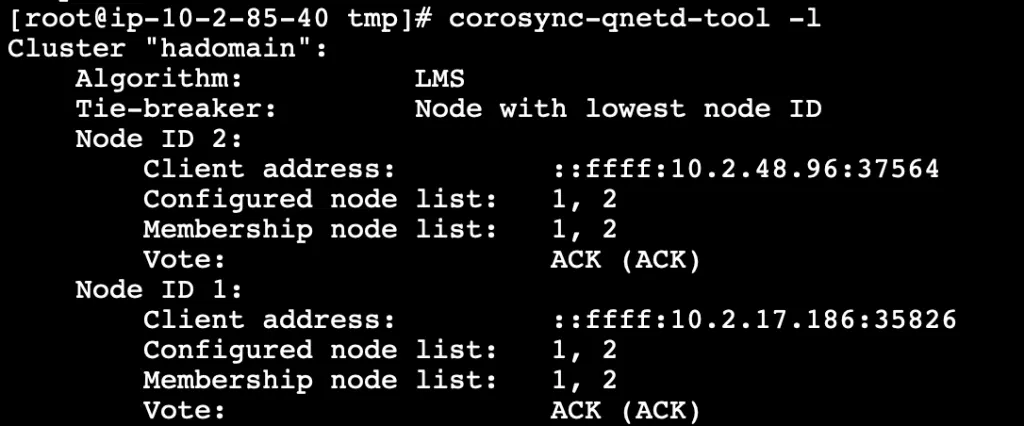 [root@ip-10-2-85-40 tmp]# corosync-qnetd-tool -l
Cluster "hadomain":
    Algorithm:          LMS
    Tie-breaker:        Node with lowest node ID
    Node ID 2:
        Client address:         ::ffff:10.2.48.96:37564
        Configured node list:   1, 2
        Membership node list:   1, 2
        Vote:                   ACK (ACK)
    Node ID 1:
        Client address:         ::ffff:10.2.17.186:35826
        Configured node list:   1, 2
        Membership node list:   1, 2
        Vote:                   ACK (ACK)